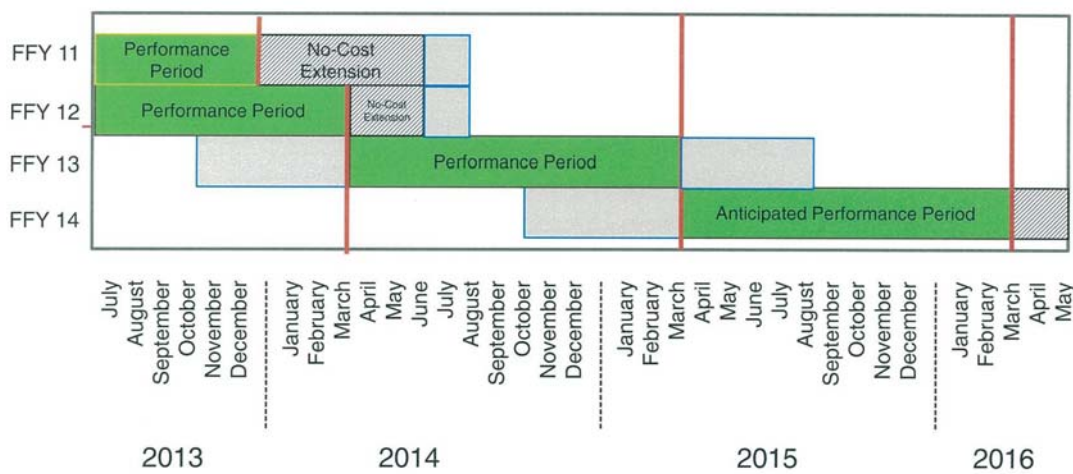 FFY 11
Performance
Period
No-Cost
Extension
FFY 12
Performance Period
No-Cost
Extension
FFY 13
Performance Period
FFY 14
Anticipated Performance Period
July
August
September
October
November
December
January
February
March
April
May
June
July
August
September
October
November
December
January
February
March
April
May
June
July
August
September
October
November
December
January
February
March
April
May
2013
2014
2015
2016